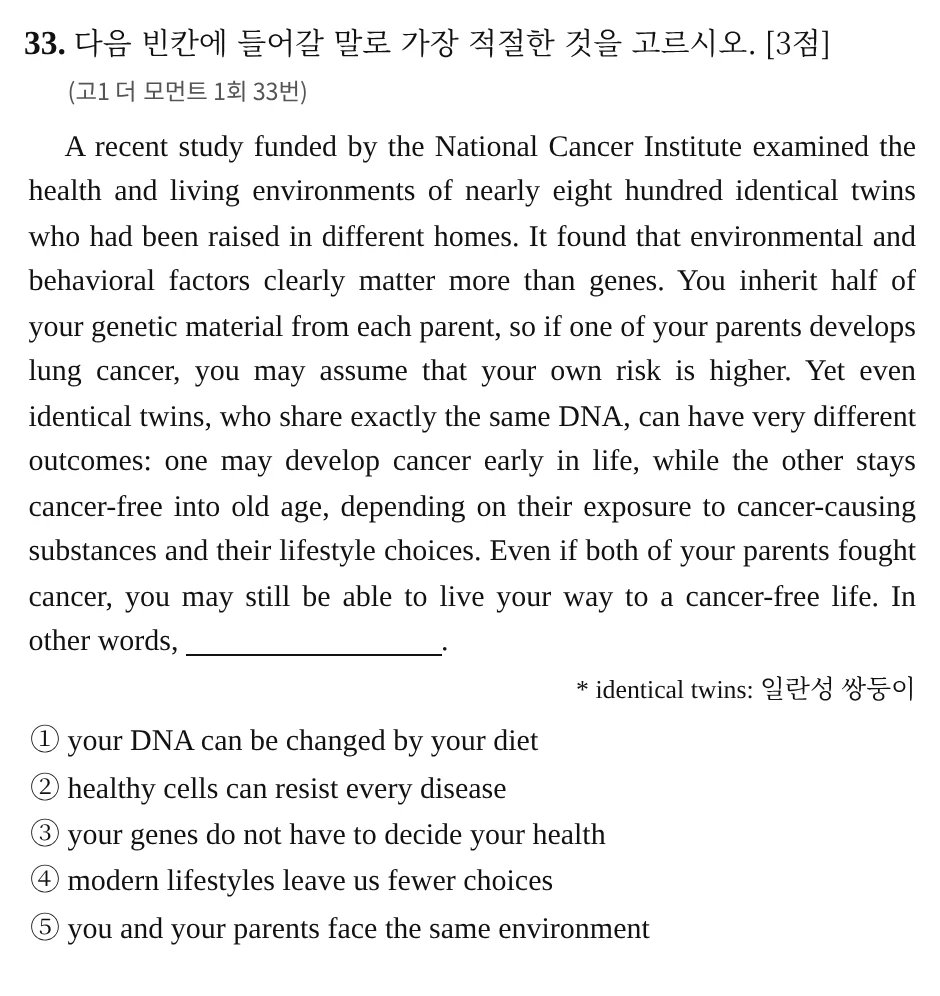 33. 다음 빈칸에 들어갈 말로 가장 적절한 것을 고르시오. [3점]
(고1 더 모먼트 1회 33번)
A recent study funded by the National Cancer Institute examined the
health and living environments of nearly eight hundred identical twins
who had been raised in different homes. It found that environmental and
behavioral factors clearly matter more than genes. You inherit half of
your genetic material from each parent, so if one of your parents develops
lung cancer, you may assume that your own risk is higher. Yet even
identical twins, who share exactly the same DNA, can have very different
outcomes: one may develop cancer early in life, while the other stays
cancer-free into old age, depending on their exposure to cancer-causing
substances and their lifestyle choices. Even if both of your parents fought
cancer, you may still be able to live your way to a cancer-free life. In
other words, _________________.
* identical twins: 일란성 쌍둥이
① your DNA can be changed by your diet
② healthy cells can resist every disease
③ your genes do not have to decide your health
④ modern lifestyles leave us fewer choices
⑤ you and your parents face the same environment